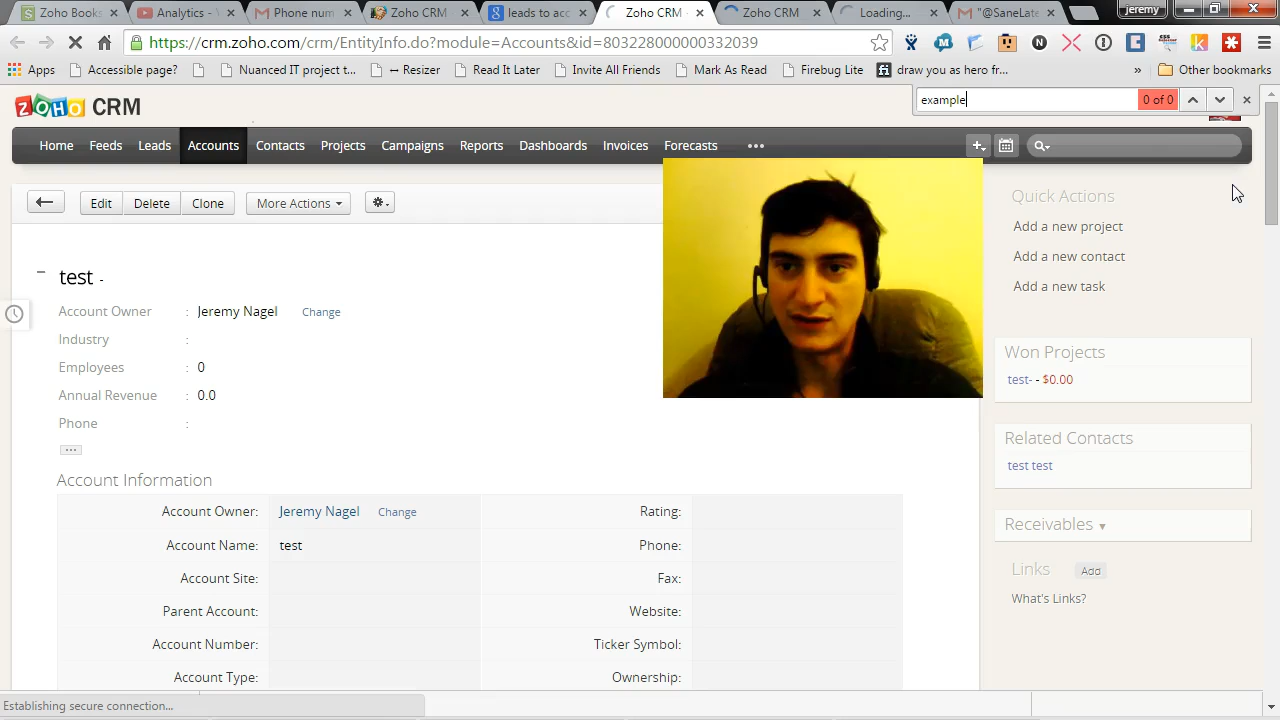 Zoho Books
Analytics -
Phone num
Zoho CRM
leads to acc
Zoho CRM -
Zoho CRM
Loading...
"@SaneLate
jeremy
https://crm.zoho.com/crm/EntityInfo.do?module=Accounts&id=803228000000332039
Apps
Accessible page?
Nuanced IT project t
↔ Resizer
Read It Later
Invite All Friends
Mark As Read
Firebug Lite
draw you as hero fr
»
Other bookmarks
example
0 of 0
ZOHO CRM
Home
Feeds
Leads
Accounts
Contacts
Projects
Campaigns
Reports
Dashboards
Invoices
Forecasts
•••
Edit
Delete
Clone
More Actions
Quick Actions
Add a new project
Add a new contact
Add a new task
test -
Account Owner : Jeremy Nagel Change
Industry :
Employees : 0
Annual Revenue : 0.0
Phone :
...
Won Projects
test- - $0.00
Related Contacts
test test
Receivables
Links Add
What's Links?
Account Information
Account Owner: Jeremy Nagel Change Rating:
Account Name: test Phone:
Account Site: Fax:
Parent Account: Website:
Account Number: Ticker Symbol:
Account Type: Ownership:
Establishing secure connection...